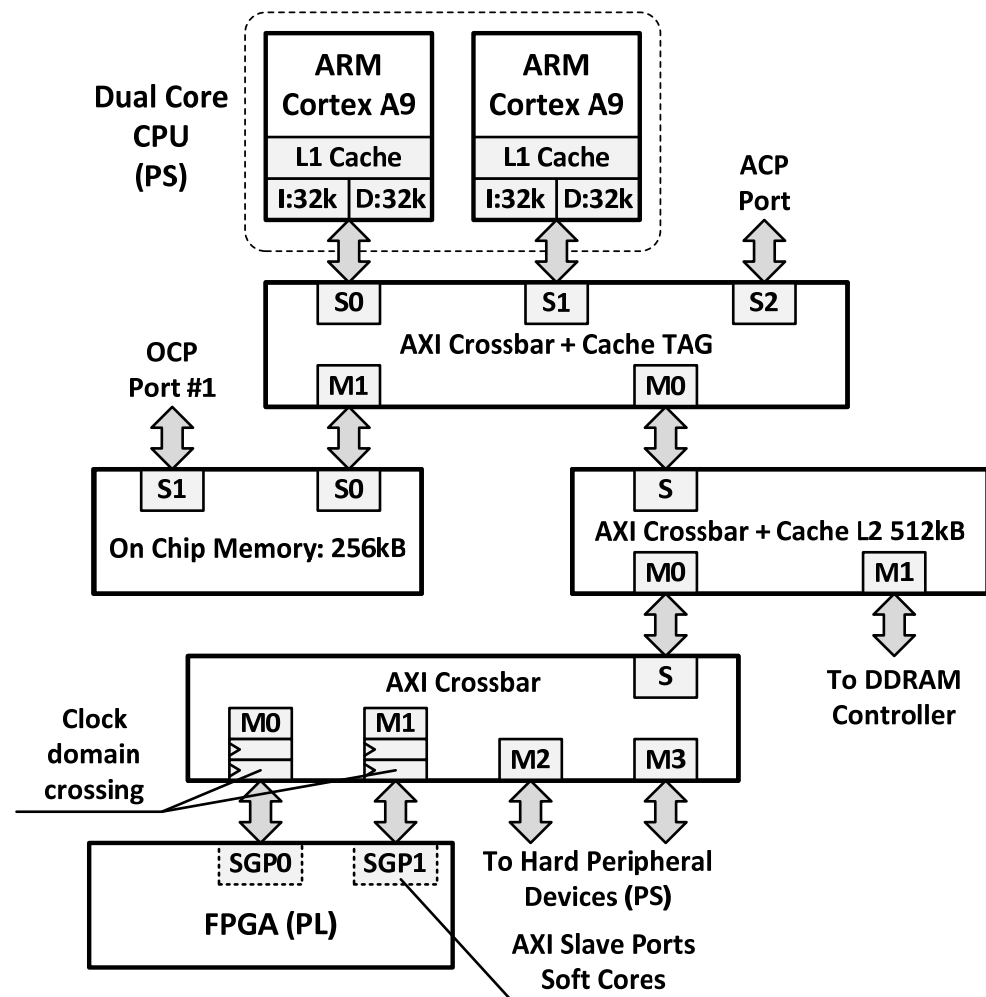 ARM
Cortex A9
ARM
Cortex A9
Dual Core
CPU
(PS)
L1 Cache
L1 Cache
I:32k
D:32k
I:32k
D:32k
ACP
Port
S0
S1
S2
AXI Crossbar + Cache TAG
M1
M0
OCP
Port #1
S1
S0
On Chip Memory: 256kB
S
AXI Crossbar + Cache L2 512kB
M0
M1
To DDRAM
Controller
S
AXI Crossbar
M0
M1
M2
M3
Clock
domain
crossing
SGP0
SGP1
FPGA (PL)
To Hard Peripheral
Devices (PS)
AXI Slave Ports
Soft Cores